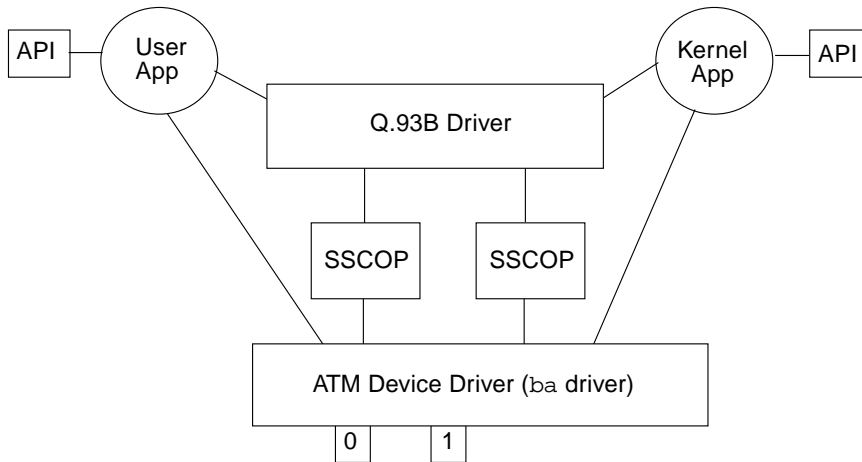 API
User
App
Kernel
App
API
Q.93B Driver
SSCOP
SSCOP
ATM Device Driver (ba driver)
0
1